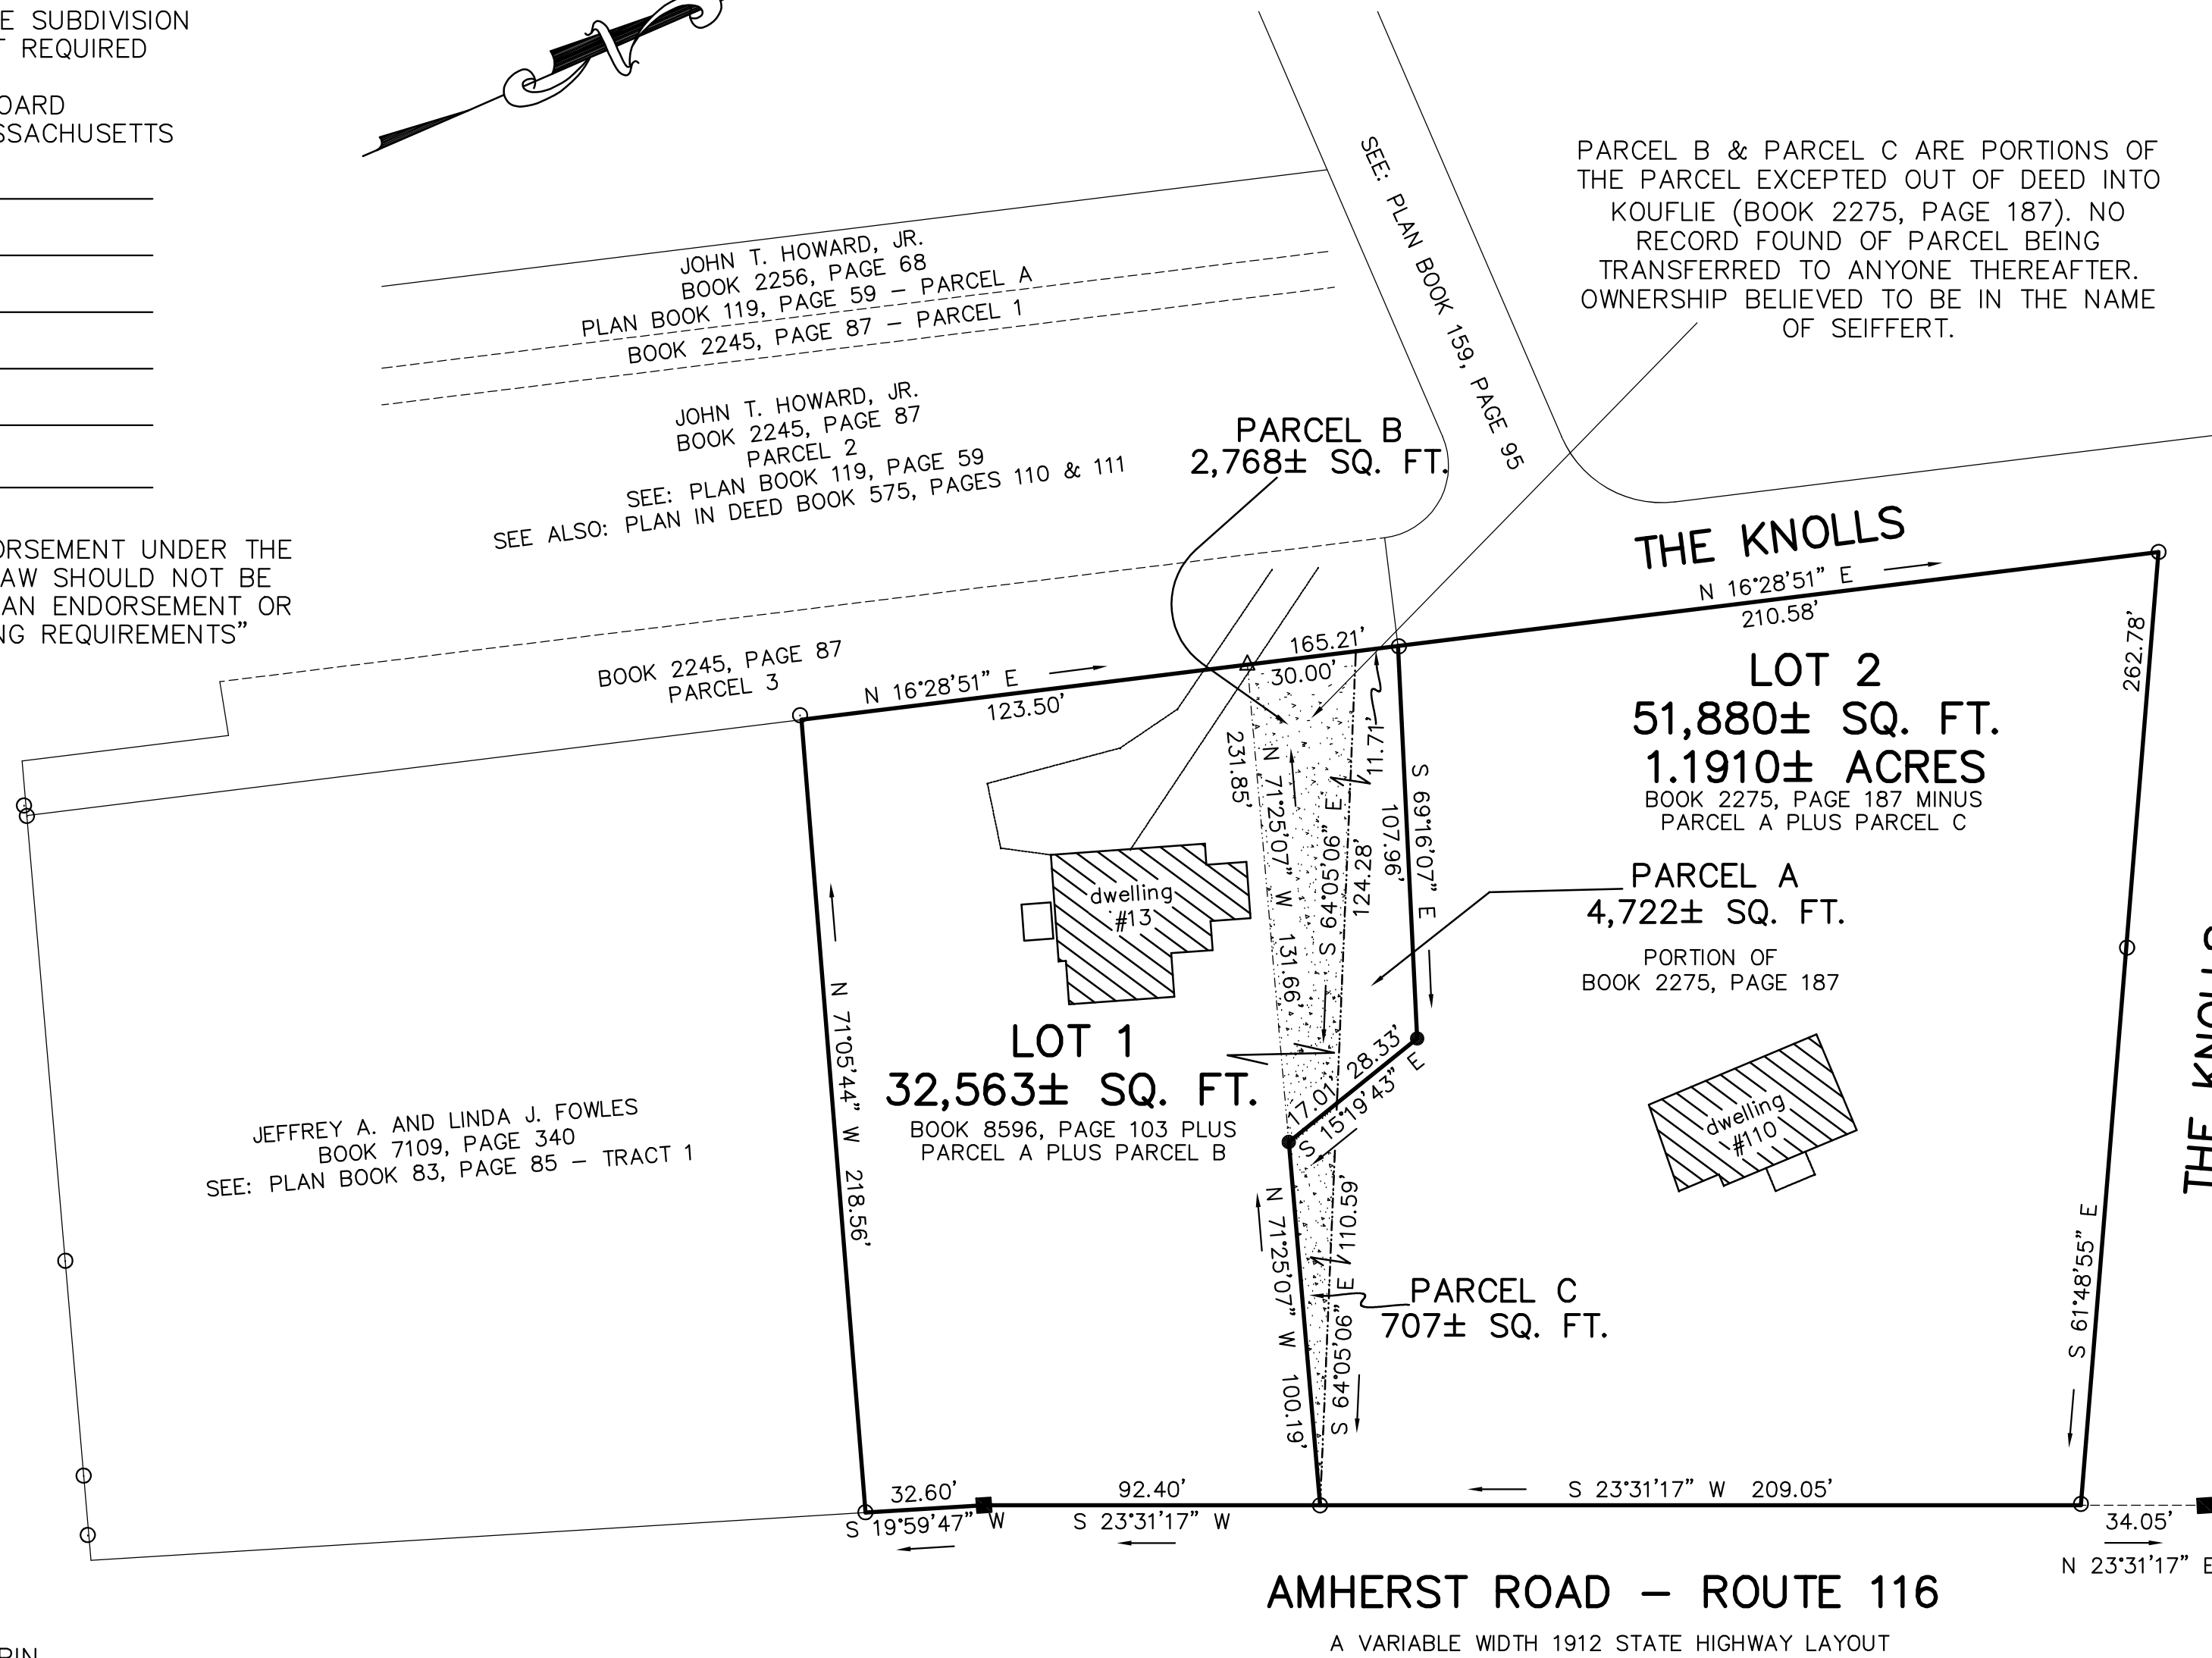 E SUBDIVISION
T REQUIRED
OARD
SSACHUSETTS
ORSEMENT UNDER THE
AW SHOULD NOT BE
AN ENDORSEMENT OR
NG REQUIREMENTS”
N
JOHN T. HOWARD, JR.
BOOK 2256, PAGE 68
PLAN BOOK 119, PAGE 59 – PARCEL A
BOOK 2245, PAGE 87 – PARCEL 1
JOHN T. HOWARD, JR.
BOOK 2245, PAGE 87
PARCEL 2
SEE: PLAN BOOK 119, PAGE 59
SEE ALSO: PLAN IN DEED BOOK 575, PAGES 110 & 111
SEE: PLAN BOOK 159, PAGE 95
PARCEL B & PARCEL C ARE PORTIONS OF
THE PARCEL EXCEPTED OUT OF DEED INTO
KOUFLIE (BOOK 2275, PAGE 187). NO
RECORD FOUND OF PARCEL BEING
TRANSFERRED TO ANYONE THEREAFTER.
OWNERSHIP BELIEVED TO BE IN THE NAME
OF SEIFFERT.
PARCEL B
2,768± SQ. FT.
THE KNOLLS
N 16°28'51” E
210.58'
BOOK 2245, PAGE 87
PARCEL 3
N 16°28'51” E
123.50'
165.21'
30.00'
11.71'
262.78'
LOT 2
51,880± SQ. FT.
1.1910± ACRES
BOOK 2275, PAGE 187 MINUS
PARCEL A PLUS PARCEL C
231.85'
N 71°25'07” W 131.66'
S 64°05'06” E
124.28'
107.96'
S 69°16'07” E
PARCEL A
4,722± SQ. FT.
PORTION OF
BOOK 2275, PAGE 187
dwelling
#13
LOT 1
32,563± SQ. FT.
BOOK 8596, PAGE 103 PLUS
PARCEL A PLUS PARCEL B
N 71°05'44” W 218.56'
17.01' 28.33'
S 15°19'43” E
dwelling
#110
THE KNOLLS
JEFFREY A. AND LINDA J. FOWLES
BOOK 7109, PAGE 340
SEE: PLAN BOOK 83, PAGE 85 – TRACT 1
N 71°25'07” W 100.19'
S 64°05'06” E 110.59'
PARCEL C
707± SQ. FT.
S 61°48'55” E
32.60'
S 19°59'47” W
92.40'
S 23°31'17” W
S 23°31'17” W 209.05'
34.05'
N 23°31'17” E
AMHERST ROAD – ROUTE 116
A VARIABLE WIDTH 1912 STATE HIGHWAY LAYOUT